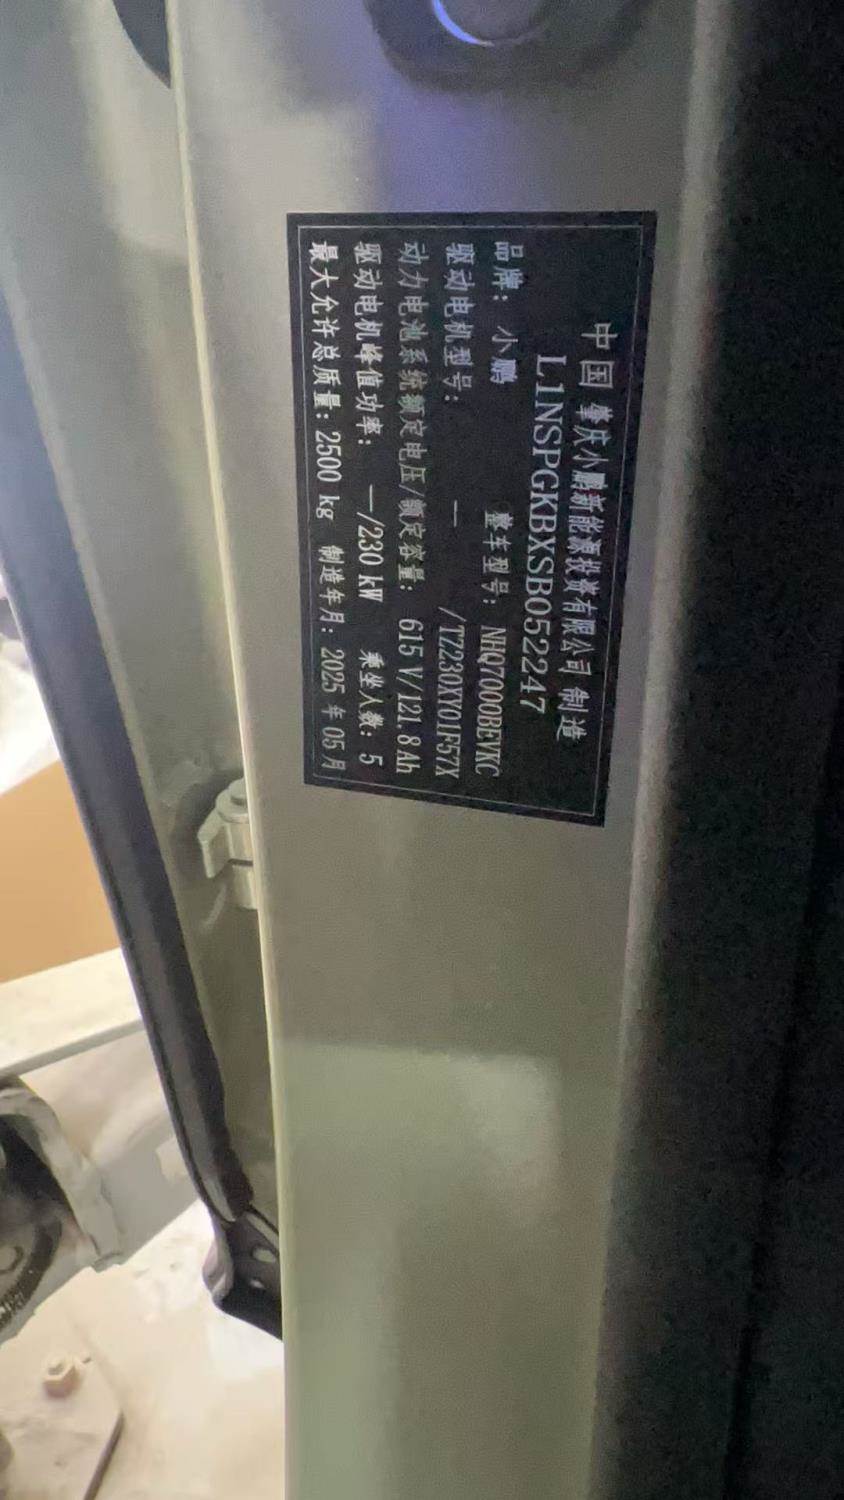 中国 肇庆小鹏新能源投资有限公司 制造
L1NSPGKBXSB052247
品牌: 小鹏 整车型号: NHQ7000BEVKC
驱动电机型号: — /TZ230XY01F57X
动力电池系统额定电压/额定容量: 615 V/121.8 Ah
驱动电机峰值功率: —/230 kW 乘坐人数: 5
最大允许总质量: 2500 kg 制造年月: 2025 年 05 月